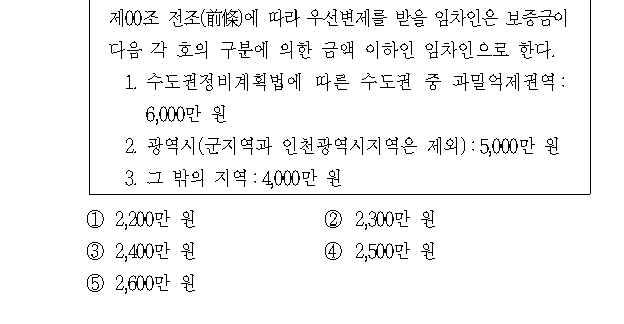 제00조 전조(前條)에 따라 우선변제를 받을 임차인은 보증금이
다음 각 호의 구분에 의한 금액 이하인 임차인으로 한다.
1. 수도권정비계획법에 따른 수도권 중 과밀억제권역:
6,000만 원
2. 광역시(군지역과 인천광역시지역은 제외):5,000만 원
3. 그 밖의 지역:4,000만 원
① 2,200만 원 ② 2,300만 원
③ 2,400만 원 ④ 2,500만 원
⑤ 2,600만 원